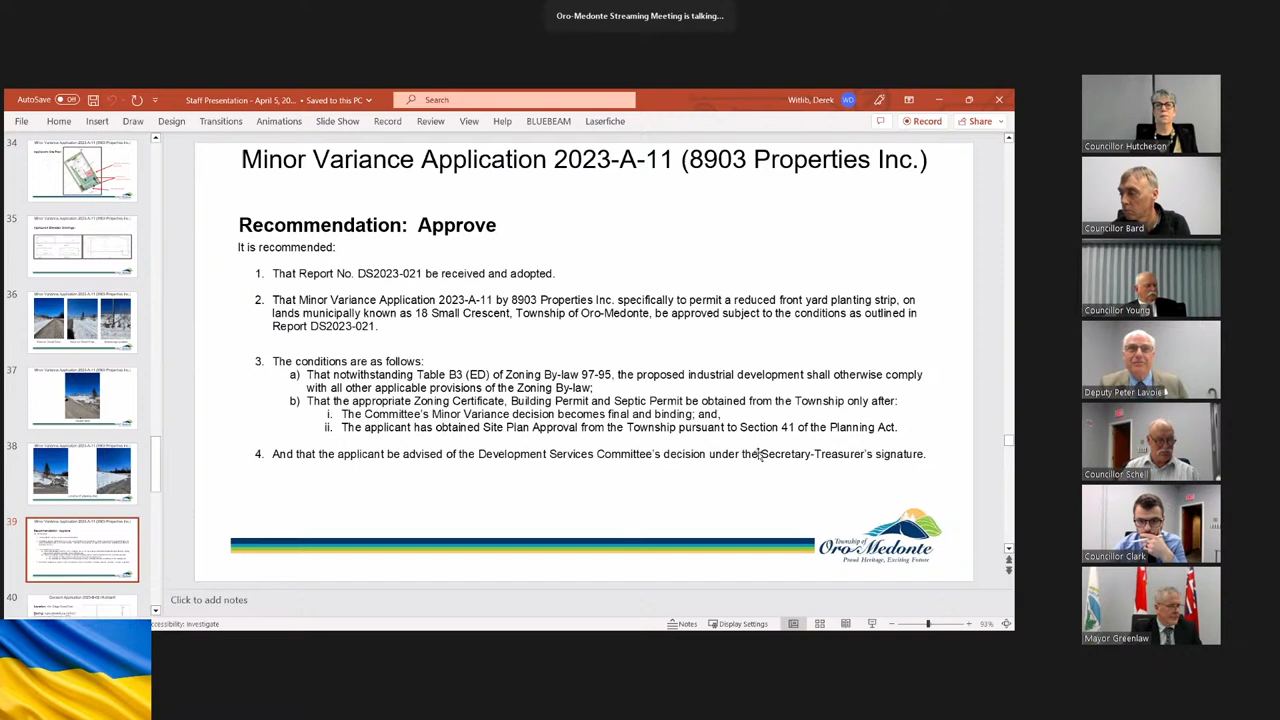 Oro-Medonte Streaming Meeting is talking...
AutoSave Off
Staff Presentation - April 5, 20... • Saved to this PC
Search
Witlib, Derek WD
File Home Insert Draw Design Transitions Animations Slide Show Record Review View Help BLUEBEAM Laserfiche
Record Share
34
35
36
37
38
39
40
Minor Variance Application 2023-A-11 (8903 Properties Inc.)
Recommendation: Approve
It is recommended:
1. That Report No. DS2023-021 be received and adopted.
2. That Minor Variance Application 2023-A-11 by 8903 Properties Inc. specifically to permit a reduced front yard planting strip, on
lands municipally known as 18 Small Crescent, Township of Oro-Medonte, be approved subject to the conditions as outlined in
Report DS2023-021.
3. The conditions are as follows:
a) That notwithstanding Table B3 (ED) of Zoning By-law 97-95, the proposed industrial development shall otherwise comply
with all other applicable provisions of the Zoning By-law;
b) That the appropriate Zoning Certificate, Building Permit and Septic Permit be obtained from the Township only after:
i. The Committee's Minor Variance decision becomes final and binding; and,
ii. The applicant has obtained Site Plan Approval from the Township pursuant to Section 41 of the Planning Act.
4. And that the applicant be advised of the Development Services Committee's decision under the Secretary-Treasurer's signature.
Township of
Oro-Medonte
Proud Heritage, Exciting Future
Click to add notes
ccessibility: Investigate
Notes Display Settings 93%
Councillor Hutcheson
Councillor Bard
Councillor Young
Deputy Peter Lavoie
Councillor Schell
Councillor Clark
Mayor Greenlaw